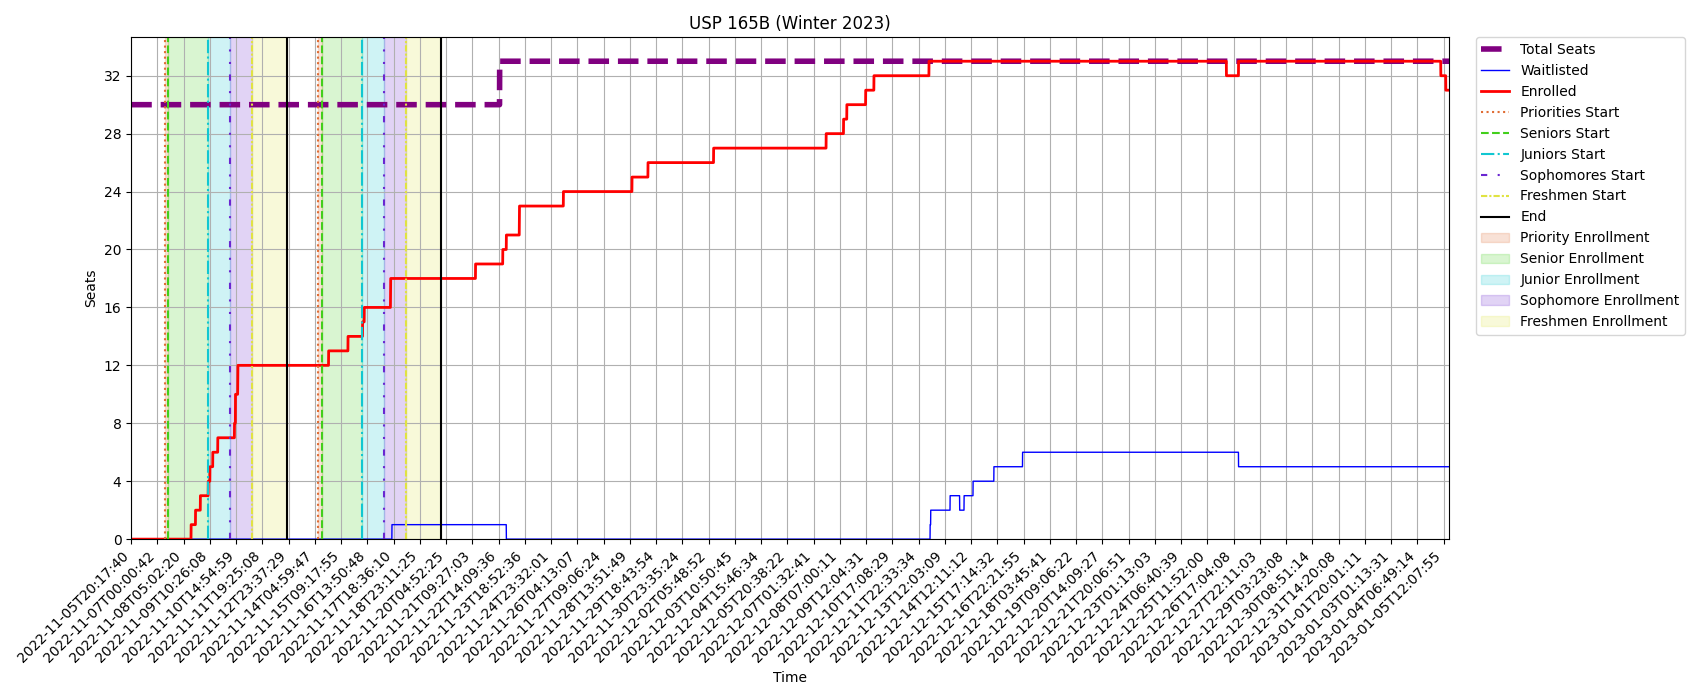 USP 165B (Winter 2023)
Seats
32
28
24
20
16
12
8
4
0
2022-11-05T20:17:40
2022-11-07T00:00:42
2022-11-08T05:02:20
2022-11-09T10:26:08
2022-11-10T14:54:59
2022-11-11T19:25:08
2022-11-12T23:37:29
2022-11-14T04:59:47
2022-11-15T09:17:55
2022-11-16T13:50:48
2022-11-17T18:36:10
2022-11-18T23:11:25
2022-11-20T04:52:25
2022-11-21T09:27:03
2022-11-22T14:09:36
2022-11-23T18:52:36
2022-11-24T23:32:01
2022-11-26T04:13:07
2022-11-27T09:06:24
2022-11-28T13:51:49
2022-11-29T18:43:54
2022-11-30T23:35:24
2022-12-02T05:48:52
2022-12-03T10:50:45
2022-12-04T15:46:34
2022-12-05T20:38:22
2022-12-07T01:32:41
2022-12-08T07:00:11
2022-12-09T12:04:31
2022-12-10T17:08:29
2022-12-11T22:33:34
2022-12-13T12:03:09
2022-12-14T12:11:12
2022-12-15T17:14:32
2022-12-16T22:21:55
2022-12-18T03:45:41
2022-12-19T09:06:22
2022-12-20T14:09:27
2022-12-21T20:06:51
2022-12-23T01:13:03
2022-12-24T06:40:39
2022-12-25T11:52:00
2022-12-26T17:04:08
2022-12-27T22:11:03
2022-12-29T03:23:08
2022-12-30T08:51:14
2022-12-31T14:20:08
2023-01-01T20:01:11
2023-01-03T01:13:31
2023-01-04T06:49:14
2023-01-05T12:07:55
Time
Total Seats
Waitlisted
Enrolled
Priorities Start
Seniors Start
Juniors Start
Sophomores Start
Freshmen Start
End
Priority Enrollment
Senior Enrollment
Junior Enrollment
Sophomore Enrollment
Freshmen Enrollment